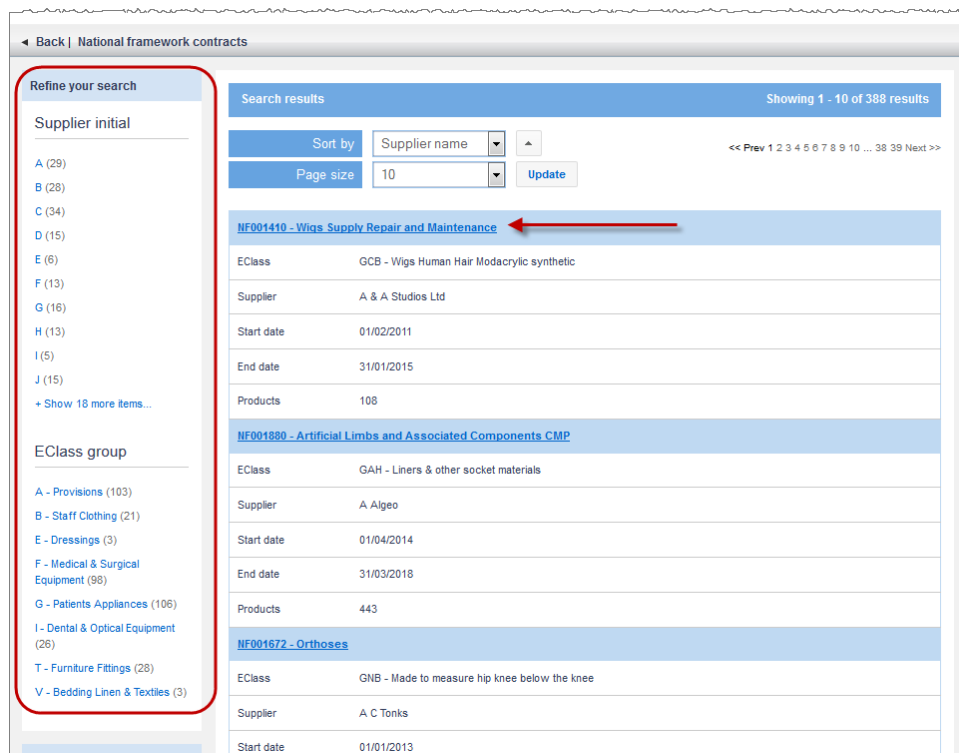 ◄ Back | National framework contracts
Refine your search
Supplier initial
A (29)
B (28)
C (34)
D (15)
E (6)
F (13)
G (16)
H (13)
I (5)
J (15)
+ Show 18 more items...
EClass group
A - Provisions (103)
B - Staff Clothing (21)
E - Dressings (3)
F - Medical & Surgical
Equipment (98)
G - Patients Appliances (106)
I - Dental & Optical Equipment
(26)
T - Furniture Fittings (28)
V - Bedding Linen & Textiles (3)
Search results Showing 1 - 10 of 388 results
Sort by Supplier name
<< Prev 1 2 3 4 5 6 7 8 9 10 ... 38 39 Next >>
Page size 10 Update
NF001410 - Wigs Supply Repair and Maintenance
EClass GCB - Wigs Human Hair Modacrylic synthetic
Supplier A & A Studios Ltd
Start date 01/02/2011
End date 31/01/2015
Products 108
NF001880 - Artificial Limbs and Associated Components CMP
EClass GAH - Liners & other socket materials
Supplier A Algeo
Start date 01/04/2014
End date 31/03/2018
Products 443
NF001672 - Orthoses
EClass GNB - Made to measure hip knee below the knee
Supplier A C Tonks
Start date 01/01/2013